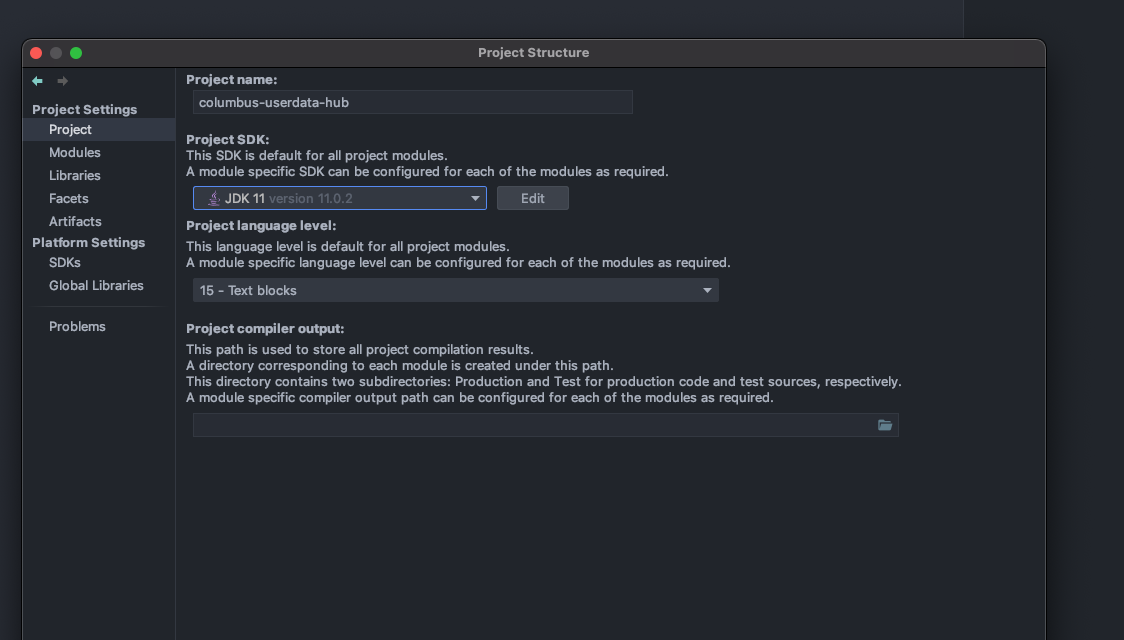 Project Structure
Project Settings
Project
Modules
Libraries
Facets
Artifacts
Platform Settings
SDKs
Global Libraries
Problems
Project name:
columbus-userdata-hub
Project SDK:
This SDK is default for all project modules.
A module specific SDK can be configured for each of the modules as required.
JDK 11 version 11.0.2
Edit
Project language level:
This language level is default for all project modules.
A module specific language level can be configured for each of the modules as required.
15 - Text blocks
Project compiler output:
This path is used to store all project compilation results.
A directory corresponding to each module is created under this path.
This directory contains two subdirectories: Production and Test for production code and test sources, respectively.
A module specific compiler output path can be configured for each of the modules as required.